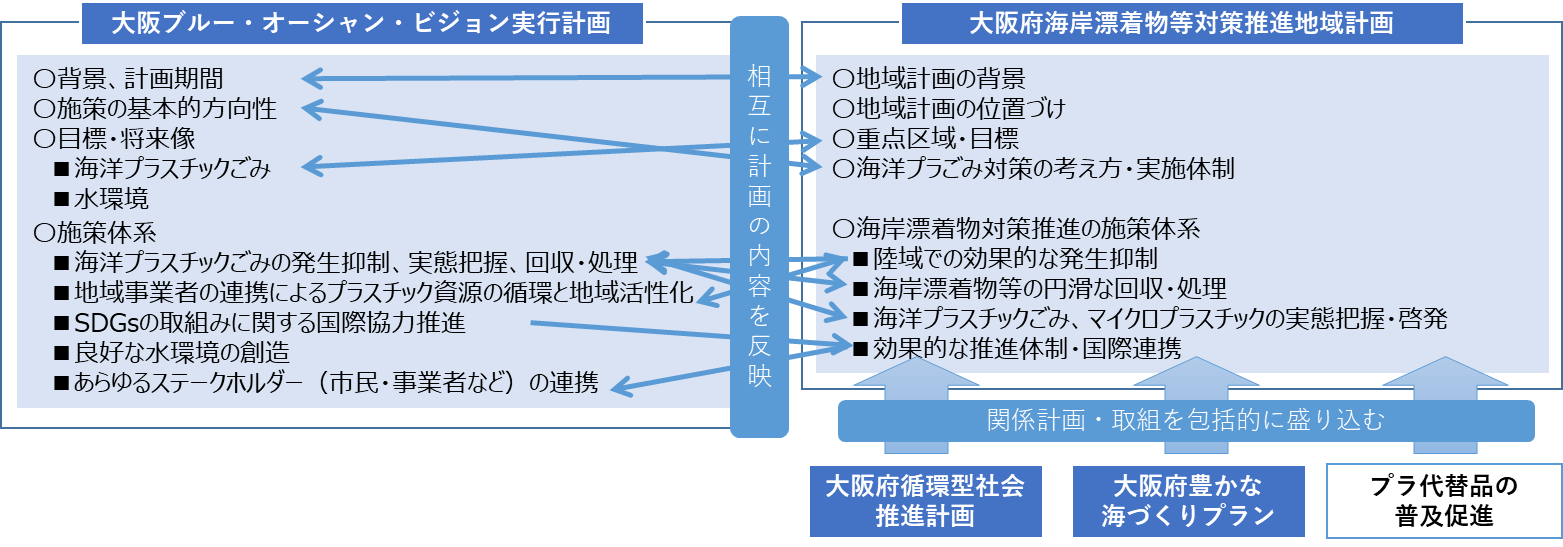 大阪ブルー・オーシャン・ビジョン実行計画
〇背景、計画期間
〇施策の基本的方向性
〇目標・将来像
■海洋プラスチックごみ
■水環境
〇施策体系
■海洋プラスチックごみの発生抑制、実態把握、回収・処理
■地域事業者の連携によるプラスチック資源の循環と地域活性化
■SDGsの取組みに関する国際協力推進
■良好な水環境の創造
■あらゆるステークホルダー（市民・事業者など）の連携
相互に計画の内容を反映
大阪府海岸漂着物等対策推進地域計画
〇地域計画の背景
〇地域計画の位置づけ
〇重点区域・目標
〇海洋プラごみ対策の考え方・実施体制
〇海岸漂着物対策推進の施策体系
■陸域での効果的な発生抑制
■海岸漂着物等の円滑な回収・処理
■海洋プラスチックごみ、マイクロプラスチックの実態把握・啓発
■効果的な推進体制・国際連携
関係計画・取組を包括的に盛り込む
大阪府循環型社会
推進計画
大阪府豊かな
海づくりプラン
プラ代替品の
普及促進